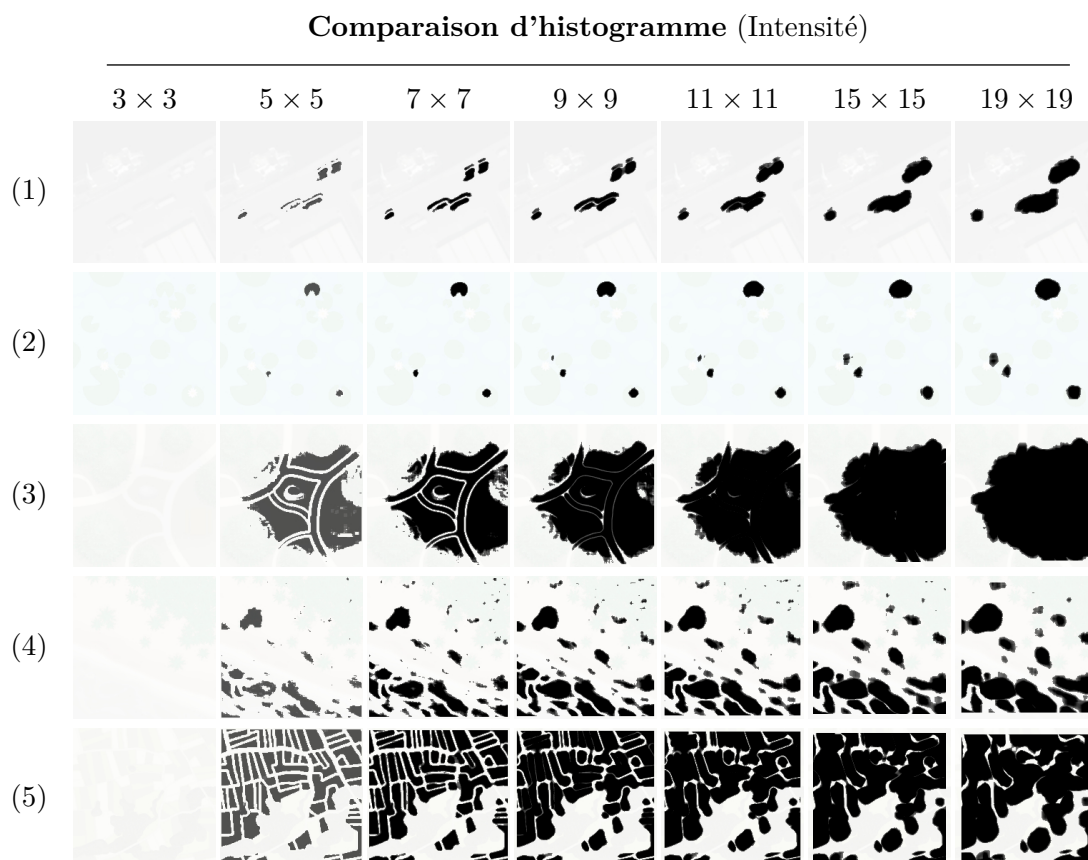 Comparaison d'histogramme (Intensité)
3 × 3 5 × 5 7 × 7 9 × 9 11 × 11 15 × 15 19 × 19
(1)
(2)
(3)
(4)
(5)